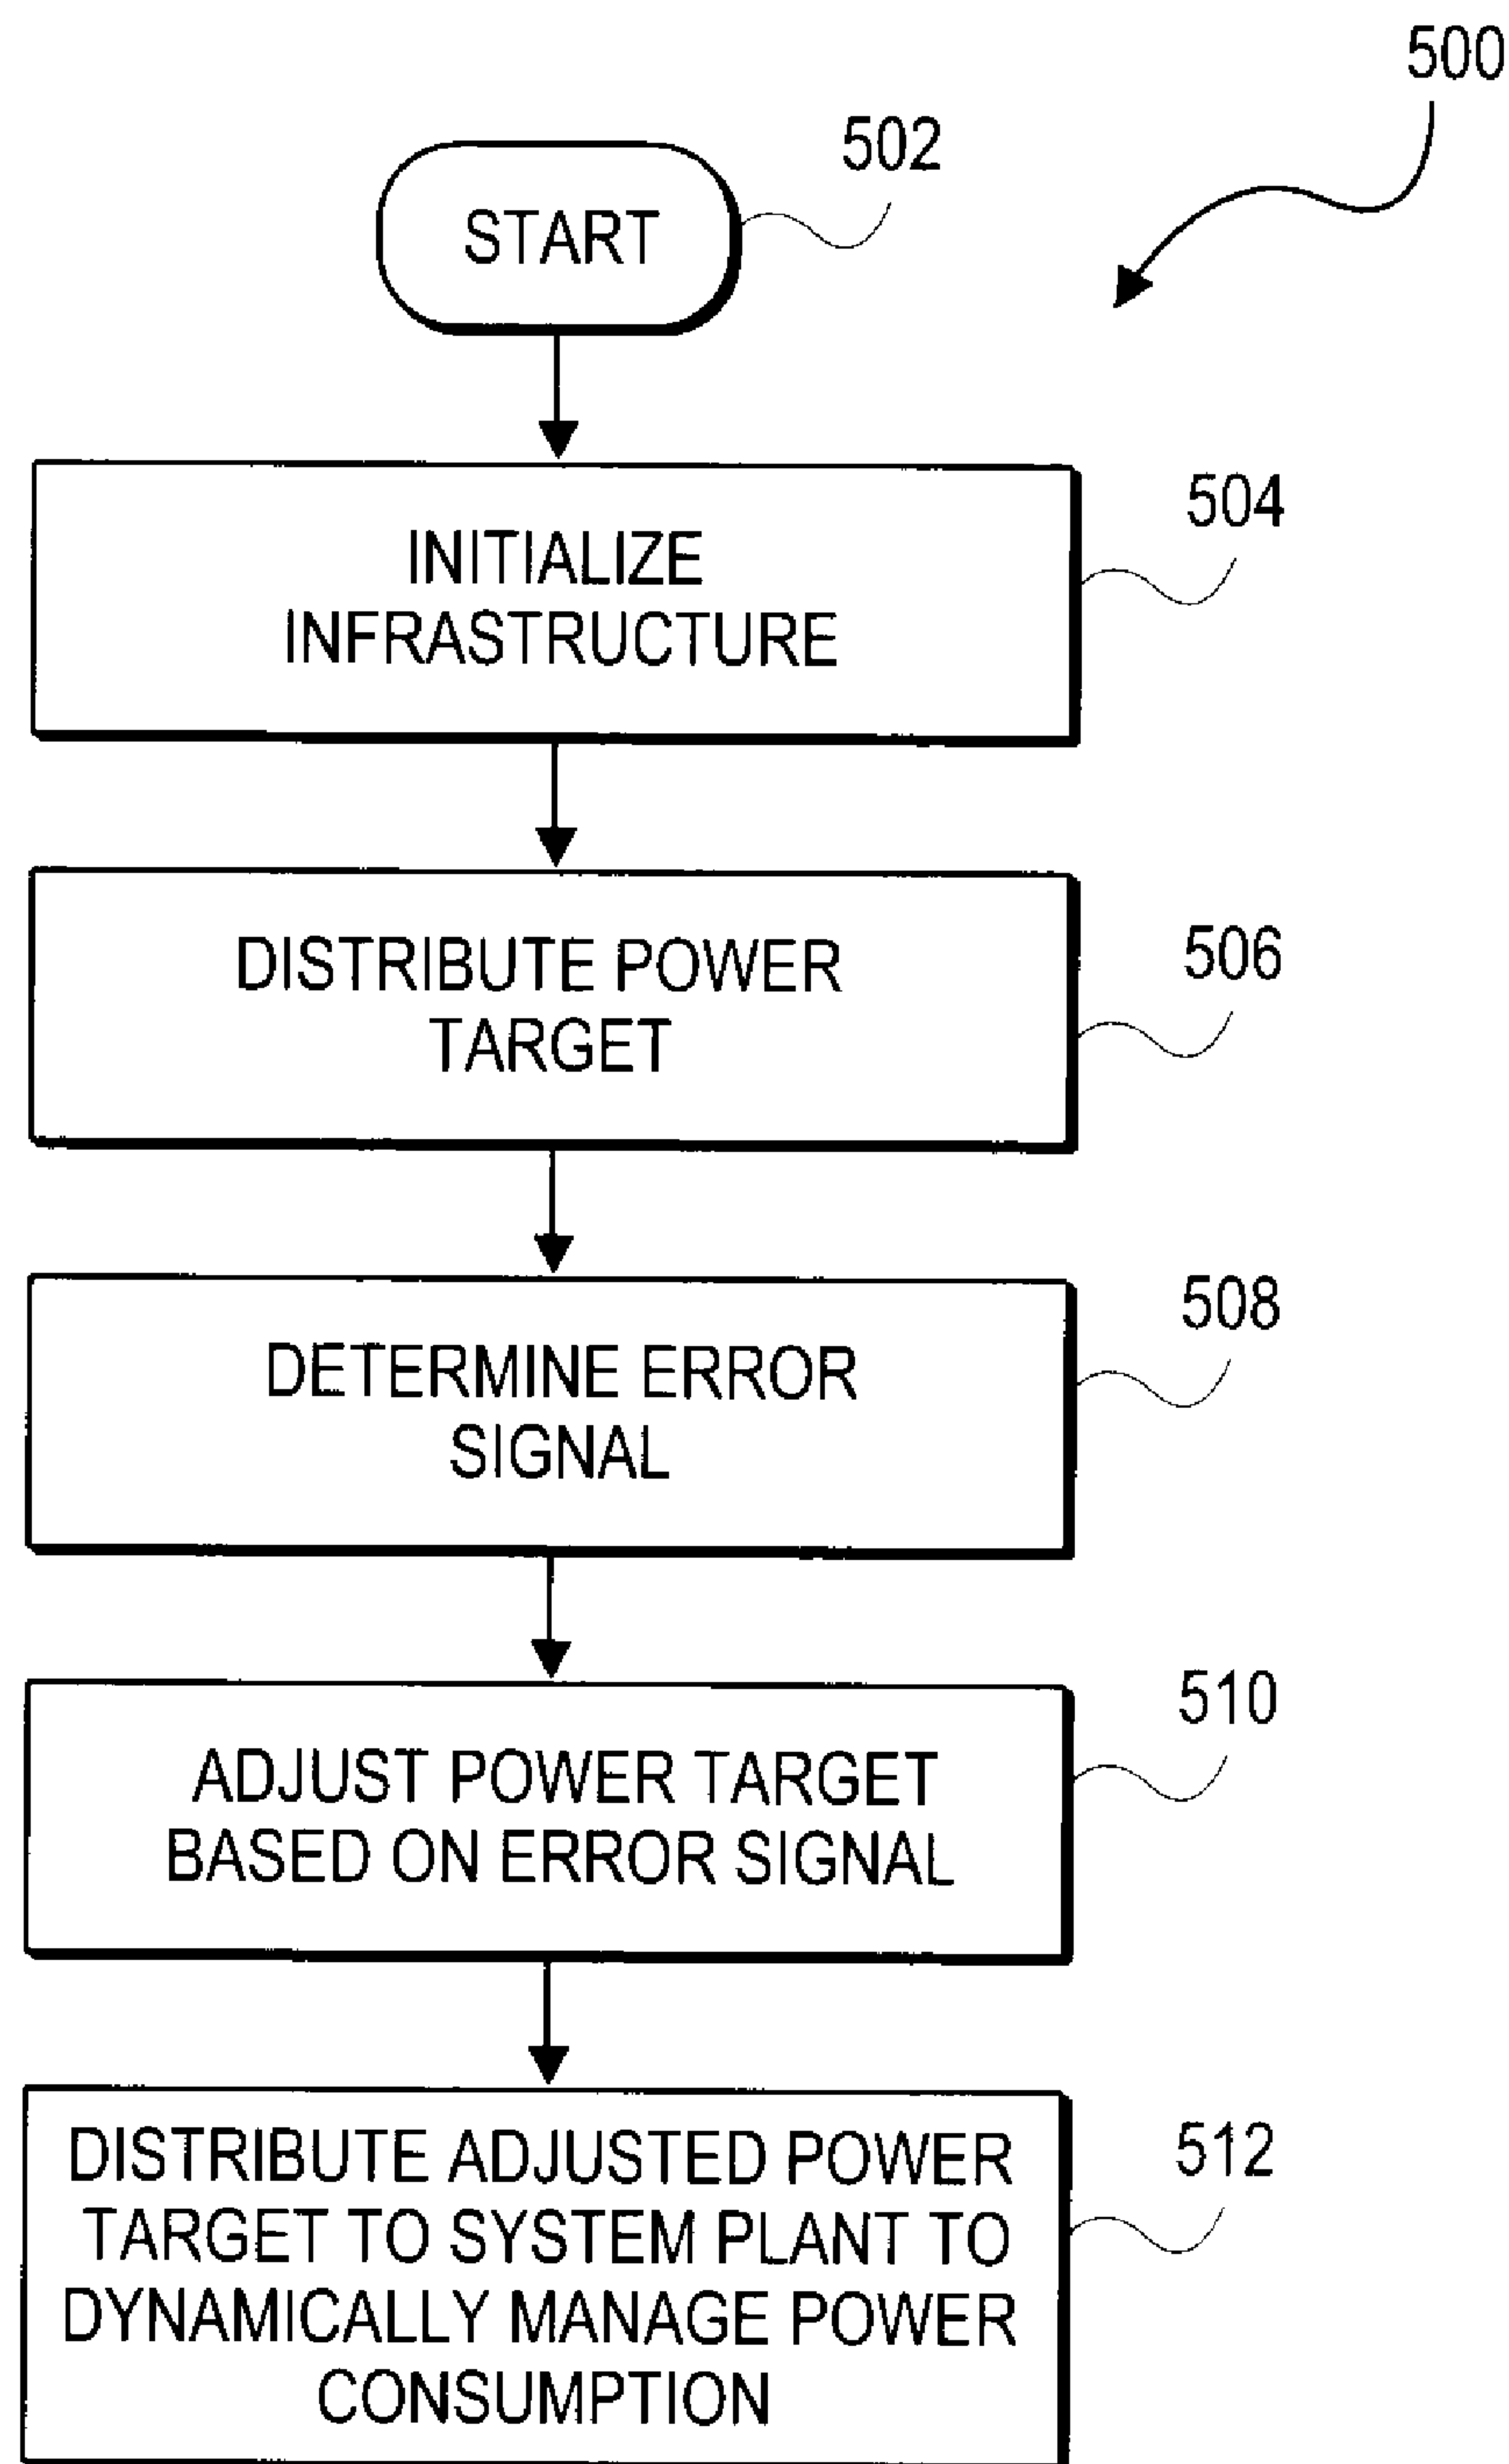 500
502
START
504
INITIALIZE
INFRASTRUCTURE
506
DISTRIBUTE POWER
TARGET
508
DETERMINE ERROR
SIGNAL
510
ADJUST POWER TARGET
BASED ON ERROR SIGNAL
512
DISTRIBUTE ADJUSTED POWER
TARGET TO SYSTEM PLANT TO
DYNAMICALLY MANAGE POWER
CONSUMPTION